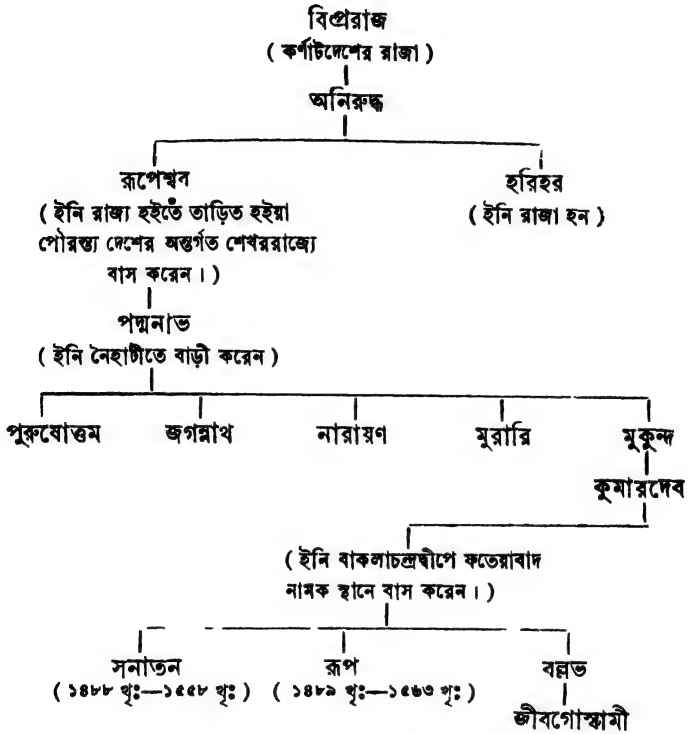 বিপ্ররাজ
( কর্ণাটদেশের রাজা )
অনিরুদ্ধ
রূপেশ্বব
( ইনি রাজ্য হইতে তাড়িত হইয়া
পৌরস্ত্য দেশের অন্তর্গত শেখররাজ্যে
বাস করেন । )
হরিহর
( ইনি রাজা হন )
পদ্মনাভ
( ইনি নৈহাটীতে বাড়ী করেন )
পুরুষোত্তম জগন্নাথ নারায়ণ মুরারি মুকুন্দ
কুমারদেব
( ইনি বাকলাচন্দ্রদ্বীপে ফতেয়াবাদ
নামক স্থানে বাস করেন । )
সনাতন রূপ বল্লভ
( ১৪৮৮ খৃঃ—১৫৫৮ খৃঃ ) ( ১৪৮৯ খৃঃ—১৫৬৩ খৃঃ )
জীবগোস্বামী